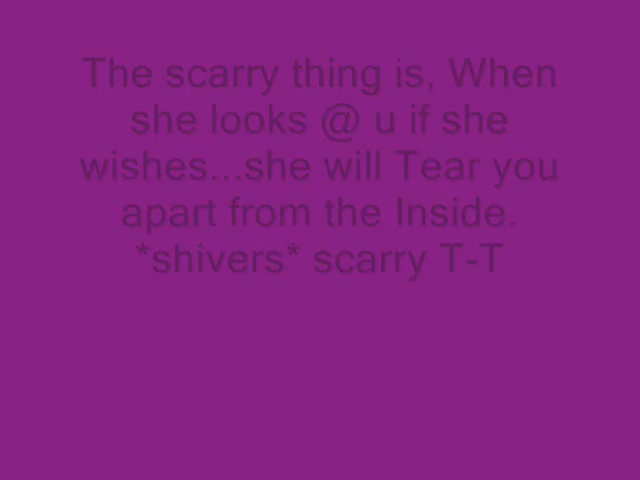 The scarry thing is, When
she looks @ u if she
wishes...she will Tear you
apart from the Inside.
*shivers* scarry T-T